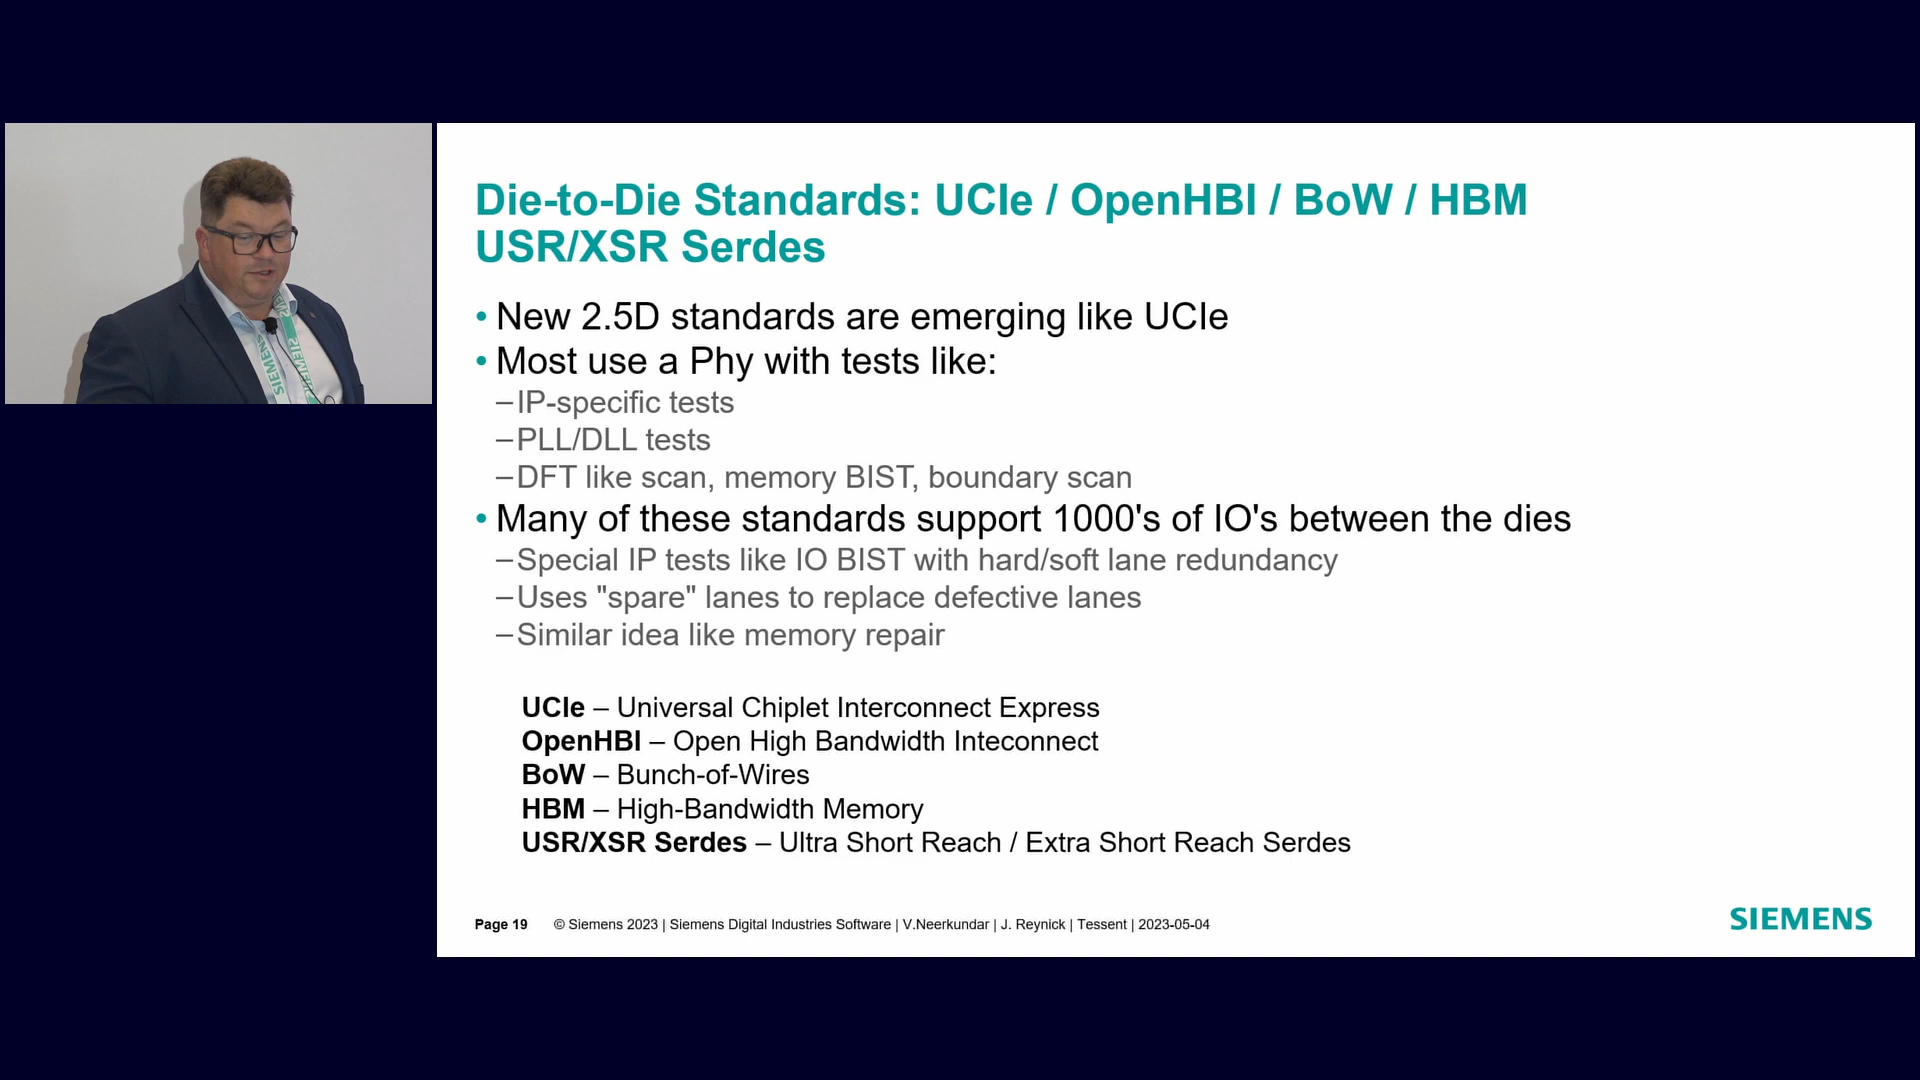 Die-to-Die Standards: UCIe / OpenHBI / BoW / HBM
USR/XSR Serdes
• New 2.5D standards are emerging like UCIe
• Most use a Phy with tests like:
–IP-specific tests
–PLL/DLL tests
–DFT like scan, memory BIST, boundary scan
• Many of these standards support 1000's of IO's between the dies
–Special IP tests like IO BIST with hard/soft lane redundancy
–Uses "spare" lanes to replace defective lanes
–Similar idea like memory repair
UCIe – Universal Chiplet Interconnect Express
OpenHBI – Open High Bandwidth Inteconnect
BoW – Bunch-of-Wires
HBM – High-Bandwidth Memory
USR/XSR Serdes – Ultra Short Reach / Extra Short Reach Serdes
Page 19 © Siemens 2023 | Siemens Digital Industries Software | V.Neerkundar | J. Reynick | Tessent | 2023-05-04
SIEMENS
SIEMENS